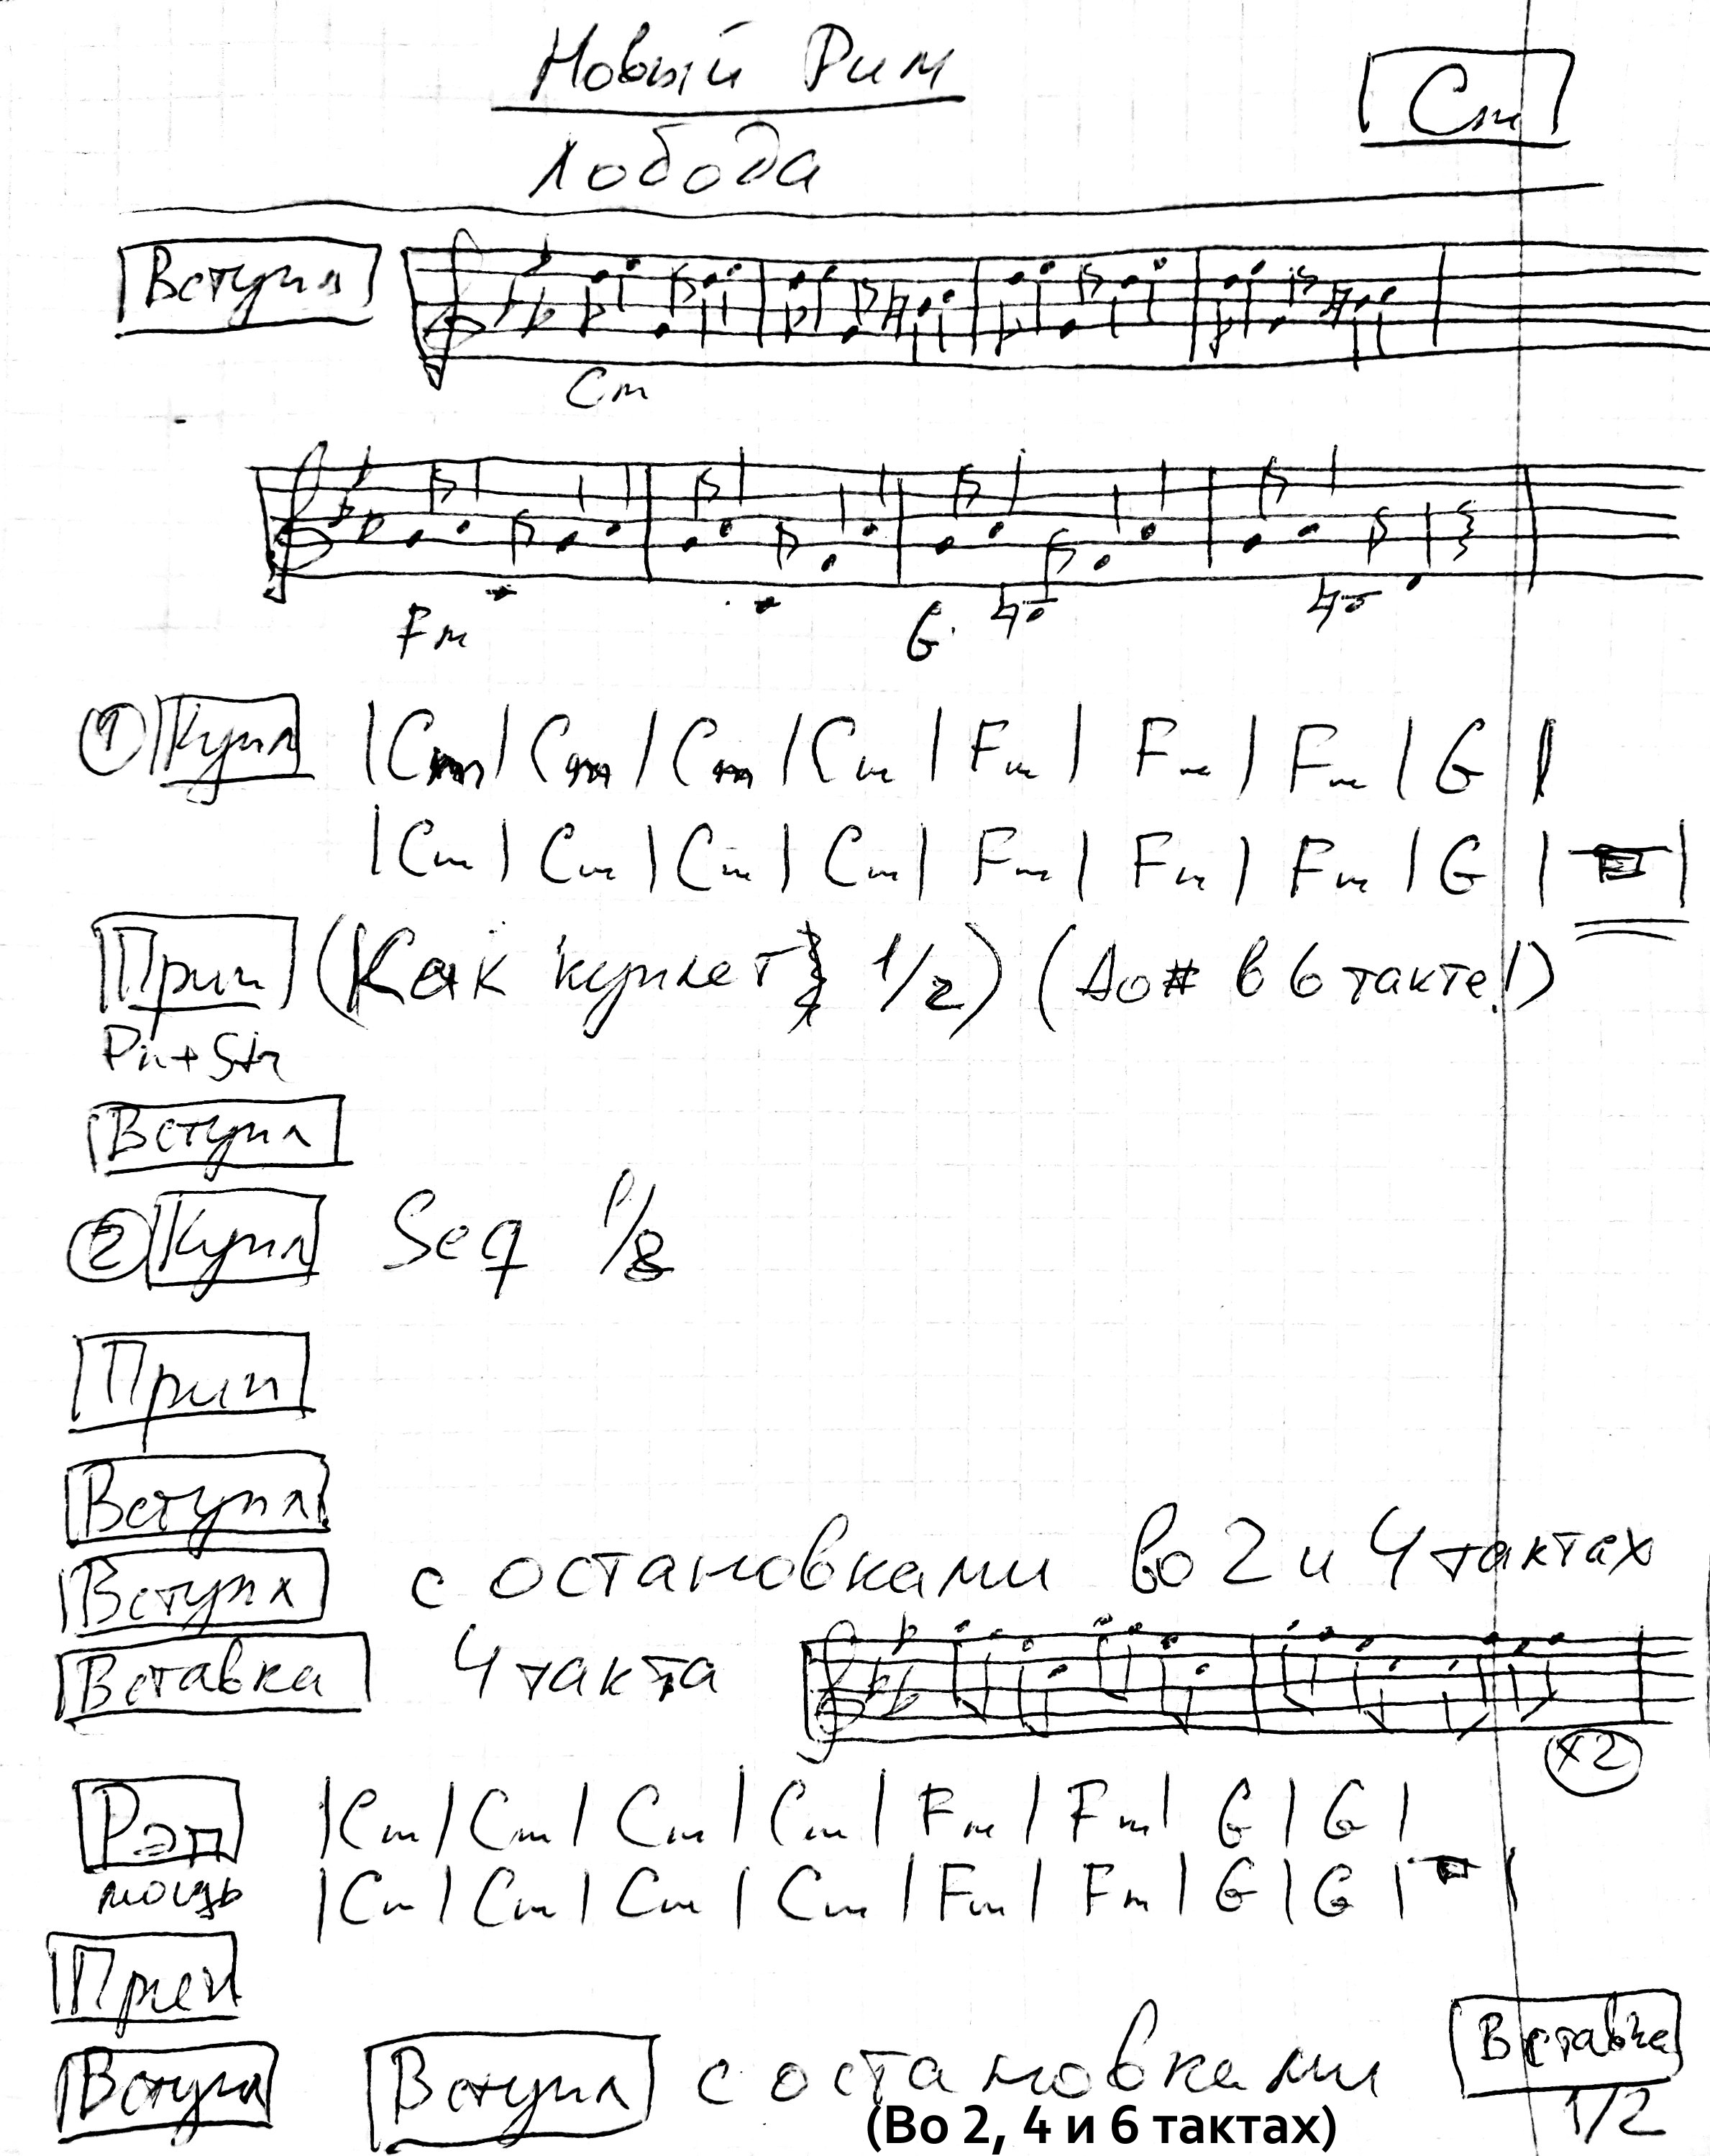 Новый Рим
Cm
Лобода
Вступл
Cm
Fm G
1 Купл |Cm|Cm|Cm|Cm|Fm|Fm|Fm|G|
|Cm|Cm|Cm|Cm|Fm|Fm|Fm|G| |
Прип (Как куплет 1/2) (До# в 6 такте!)
Pn+Str
Вступл
2 Купл Seq 1/8
Прип
Вступл
Вступл с остановками во 2 и 4 тактах
Вставка 4 такта
x2
Рэп |Cm|Cm|Cm|Cm|Fm|Fm|G|G|
мощь |Cm|Cm|Cm|Cm|Fm|Fm|G|G| |
Прип
Вступл Вступл с остановками Вставка
(Во 2, 4 и 6 тактах) 1/2